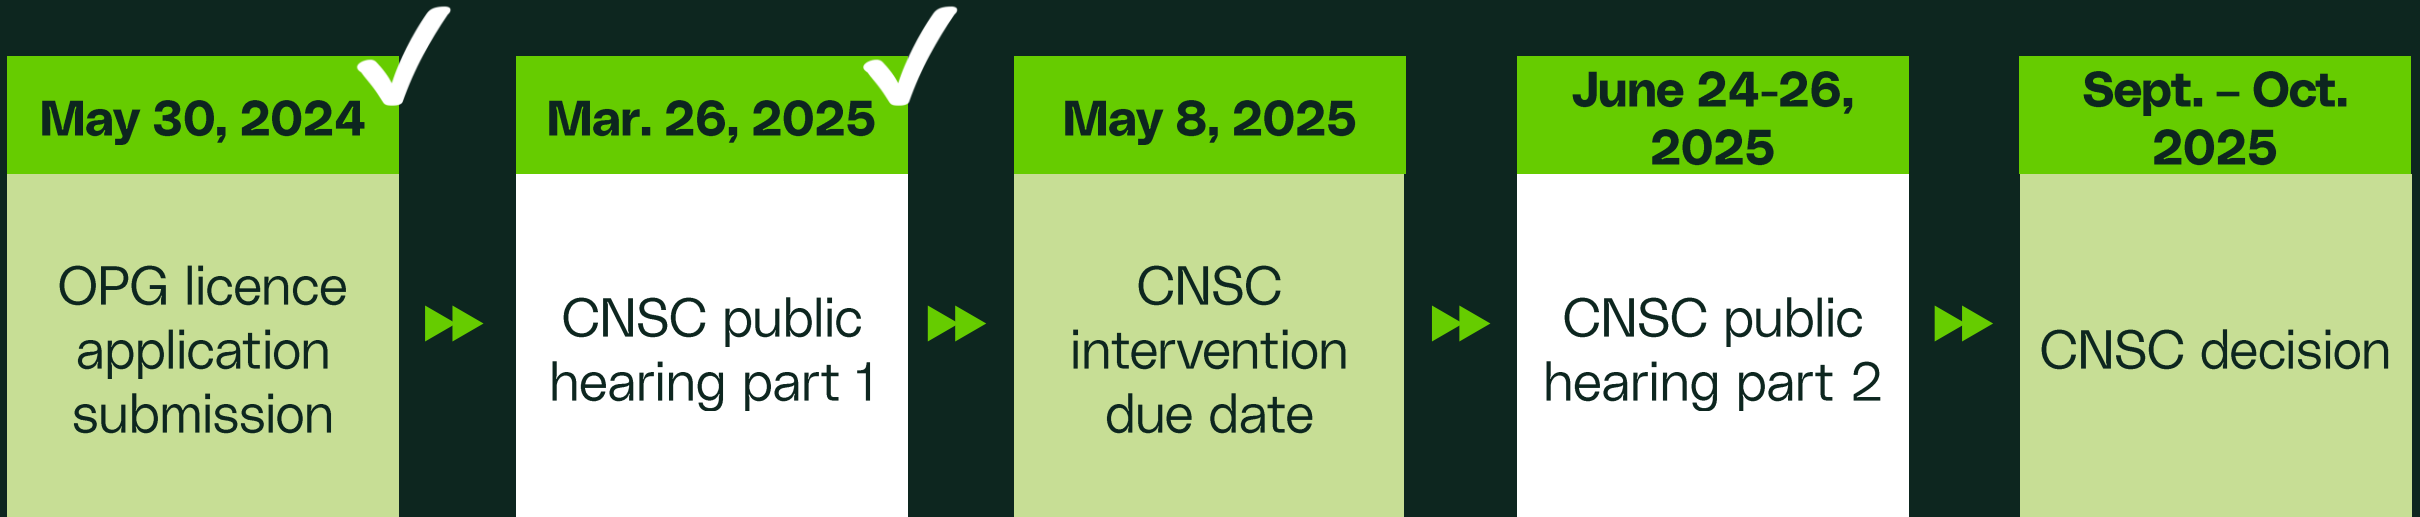 May 30, 2024
OPG licence
application
submission
Mar. 26, 2025
CNSC public
hearing part 1
May 8, 2025
CNSC
intervention
due date
June 24-26,
2025
CNSC public
hearing part 2
Sept. – Oct.
2025
CNSC decision